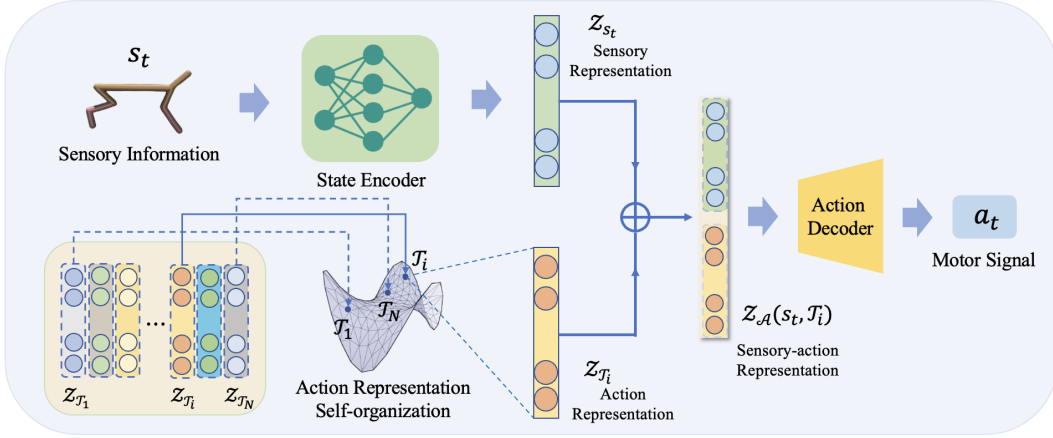 s_t
Sensory Information
State Encoder
Z_{s_t}
Sensory
Representation
Action
Decoder
a_t
Motor Signal
Z_{T_1}
...
Z_{T_i}
Z_{T_N}
T_1
T_N
T_i
Action Representation
Self-organization
Z_{T_i}
Action
Representation
Z_A(s_t, T_i)
Sensory-action
Representation